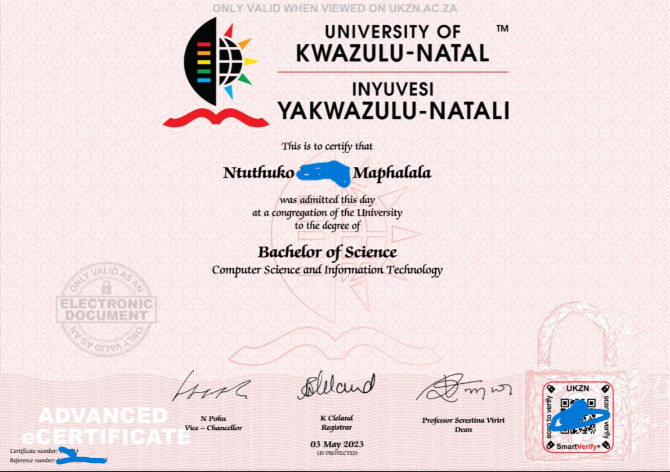 ONLY VALID WHEN VIEWED ON UKZN.AC.ZA
UNIVERSITY OF
KWAZULU-NATAL
TM
INYUVESI
YAKWAZULU-NATALI
This is to certify that
Ntuthuko Maphalala
was admitted this day
at a congregation of the University
to the degree of
Bachelor of Science
Computer Science and Information Technology
ONLY VALID AS AN
ELECTRONIC
DOCUMENT
ONLY VALID AS AN
N Poku
Vice – Chancellor
K Cleland
Registrar
Professor Serestina Viriri
Dean
03 May 2023
UV PROTECTED
ADVANCED
eCERTIFICATE
Certificate number:
Reference number:
UKZN
scan to verify
scan to verify
SmartVerify+